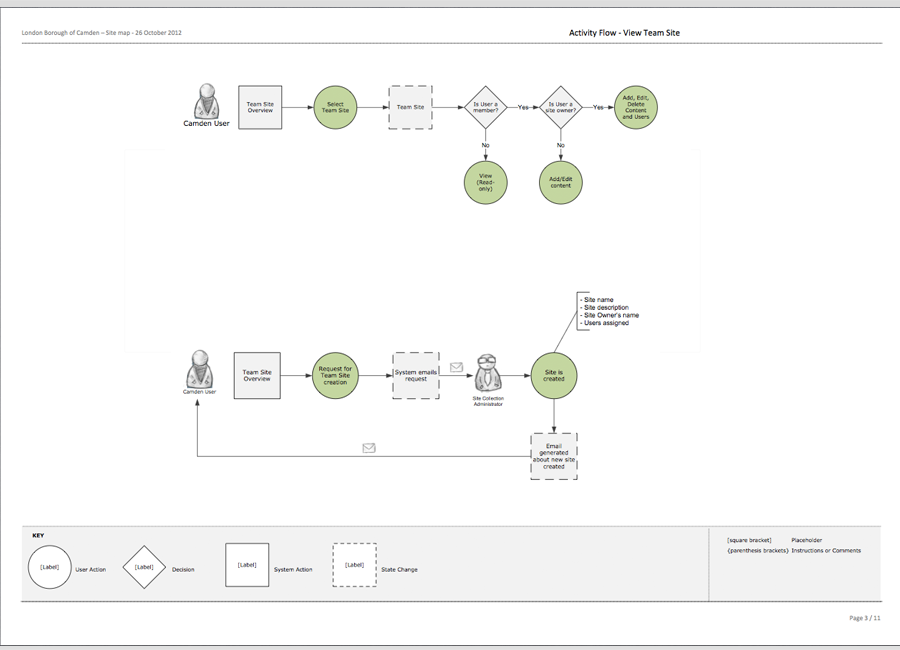 London Borough of Camden – Site map - 26 October 2012
Activity Flow - View Team Site
Camden User
Team Site
Overview
Select
Team Site
Team Site
Is User a
member?
Yes
Is User a
site owner?
Yes
Add, Edit,
Delete
Content
and Users
No
No
View
(Read-
only)
Add/Edit
content
- Site name
- Site description
- Site Owner's name
- Users assigned
Camden User
Team Site
Overview
Request for
Team Site
creation
System emails
request
Site Collection
Administrator
Site is
created
Email
generated
about new site
created
KEY
[Label]
User Action
[Label]
Decision
[Label]
System Action
[Label]
State Change
[square bracket] Placeholder
(parenthesis brackets) Instructions or Comments
Page 3 / 11